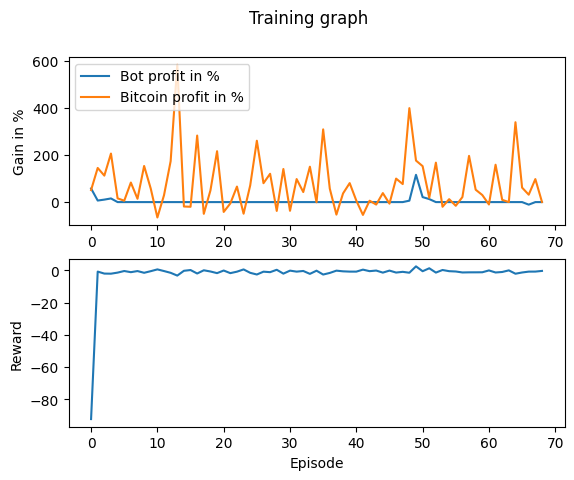 Training graph
Gain in %
600
400
200
0
Bot profit in %
Bitcoin profit in %
0 10 20 30 40 50 60 70
Reward
0
−20
−40
−60
−80
0 10 20 30 40 50 60 70
Episode